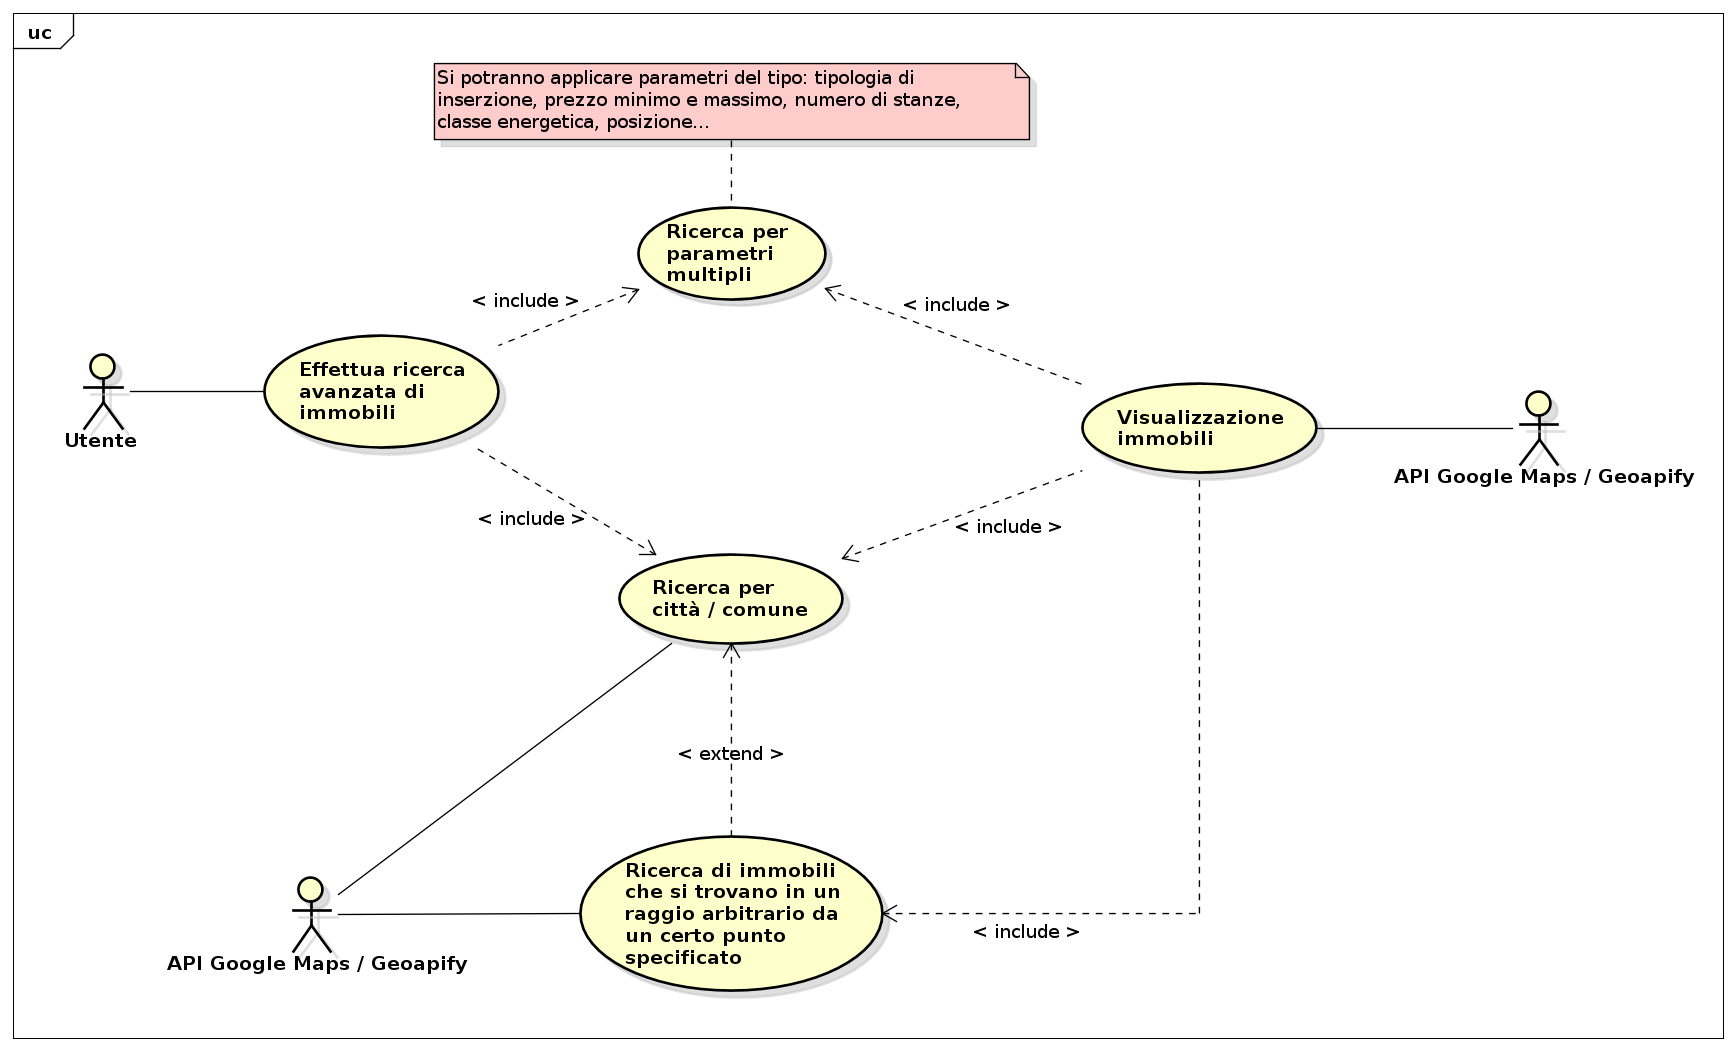 uc
Si potranno applicare parametri del tipo: tipologia di
inserzione, prezzo minimo e massimo, numero di stanze,
classe energetica, posizione...
Ricerca per
parametri
multipli
< include >
< include >
Effettua ricerca
avanzata di
immobili
Utente
Visualizzazione
immobili
API Google Maps / Geoapify
< include >
< include >
Ricerca per
città / comune
< extend >
Ricerca di immobili
che si trovano in un
raggio arbitrario da
un certo punto
specificato
< include >
API Google Maps / Geoapify